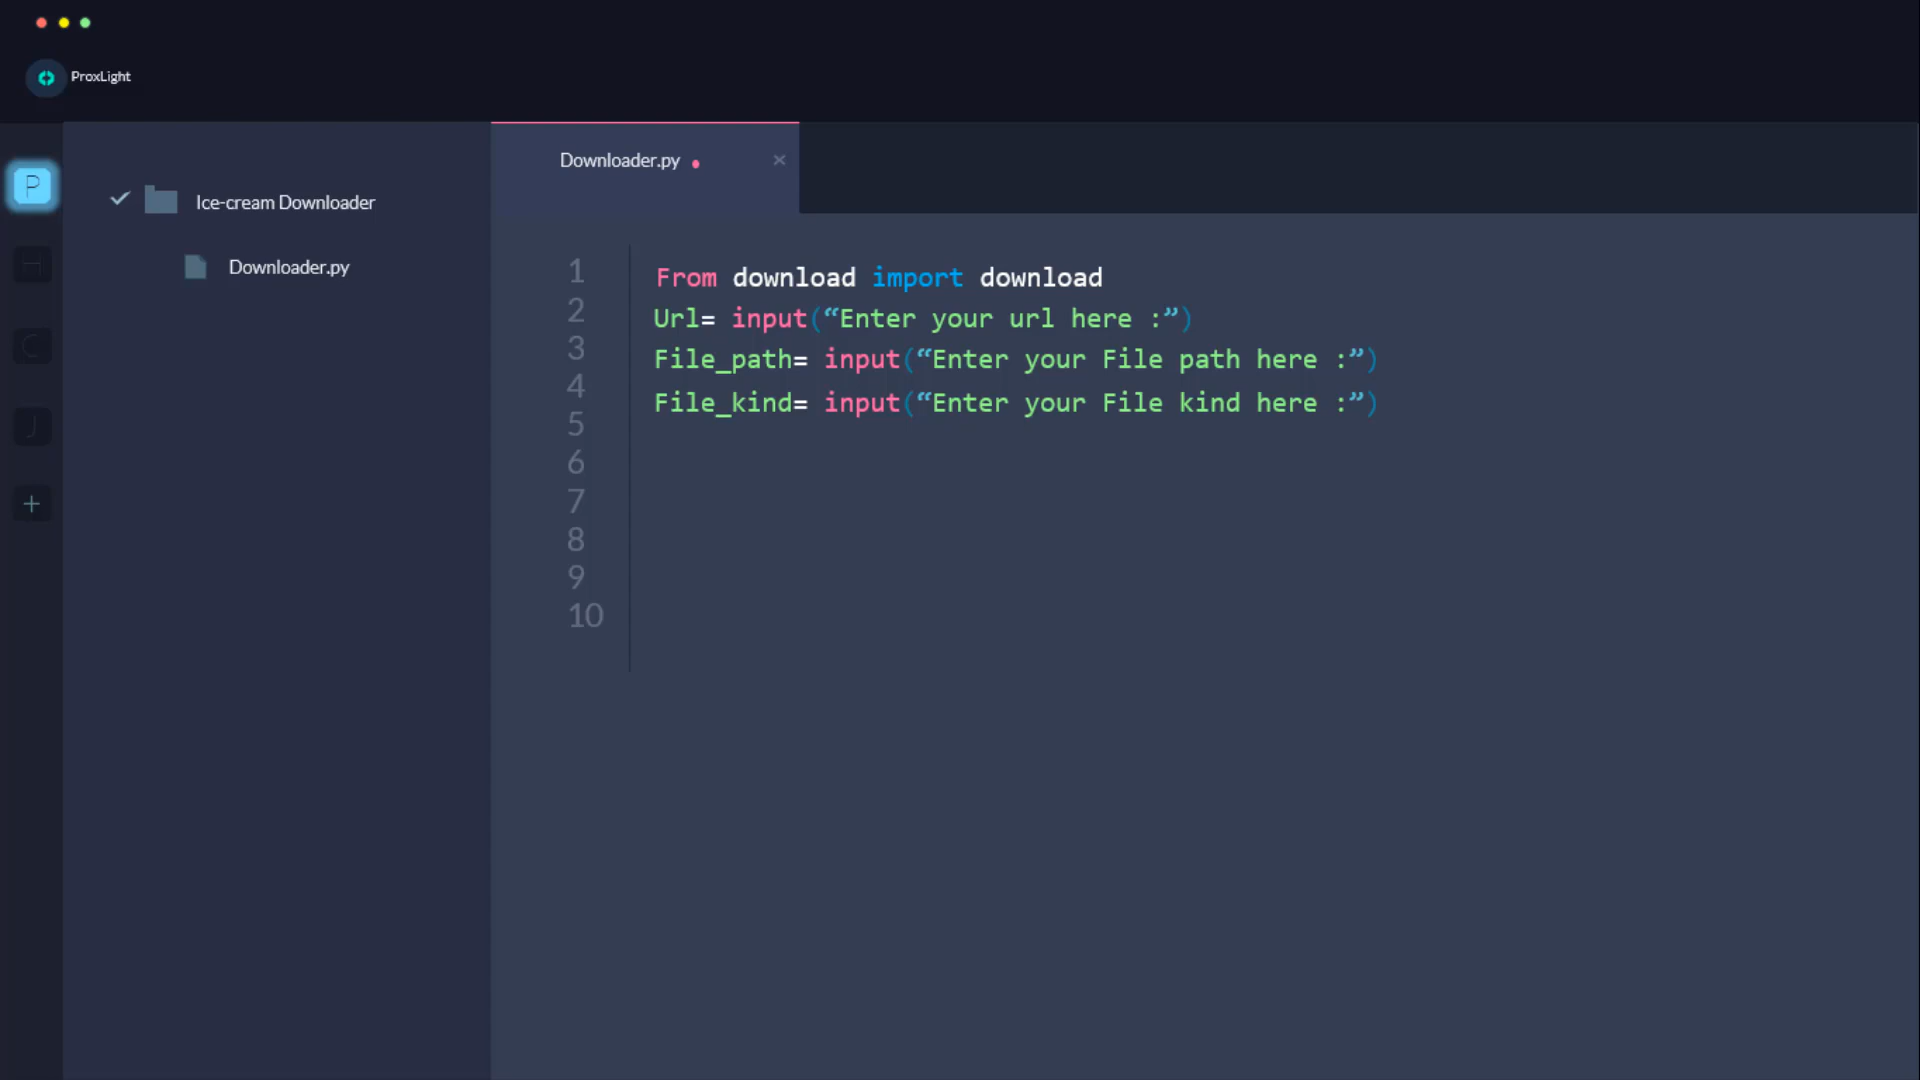 ProxLight
P
Ice-cream Downloader
Downloader.py
H
C
J
+
Downloader.py ×
1 From download import download
2 Url= input(“Enter your url here :”)
3 File_path= input(“Enter your File path here :”)
4 File_kind= input(“Enter your File kind here :”)
5
6
7
8
9
10